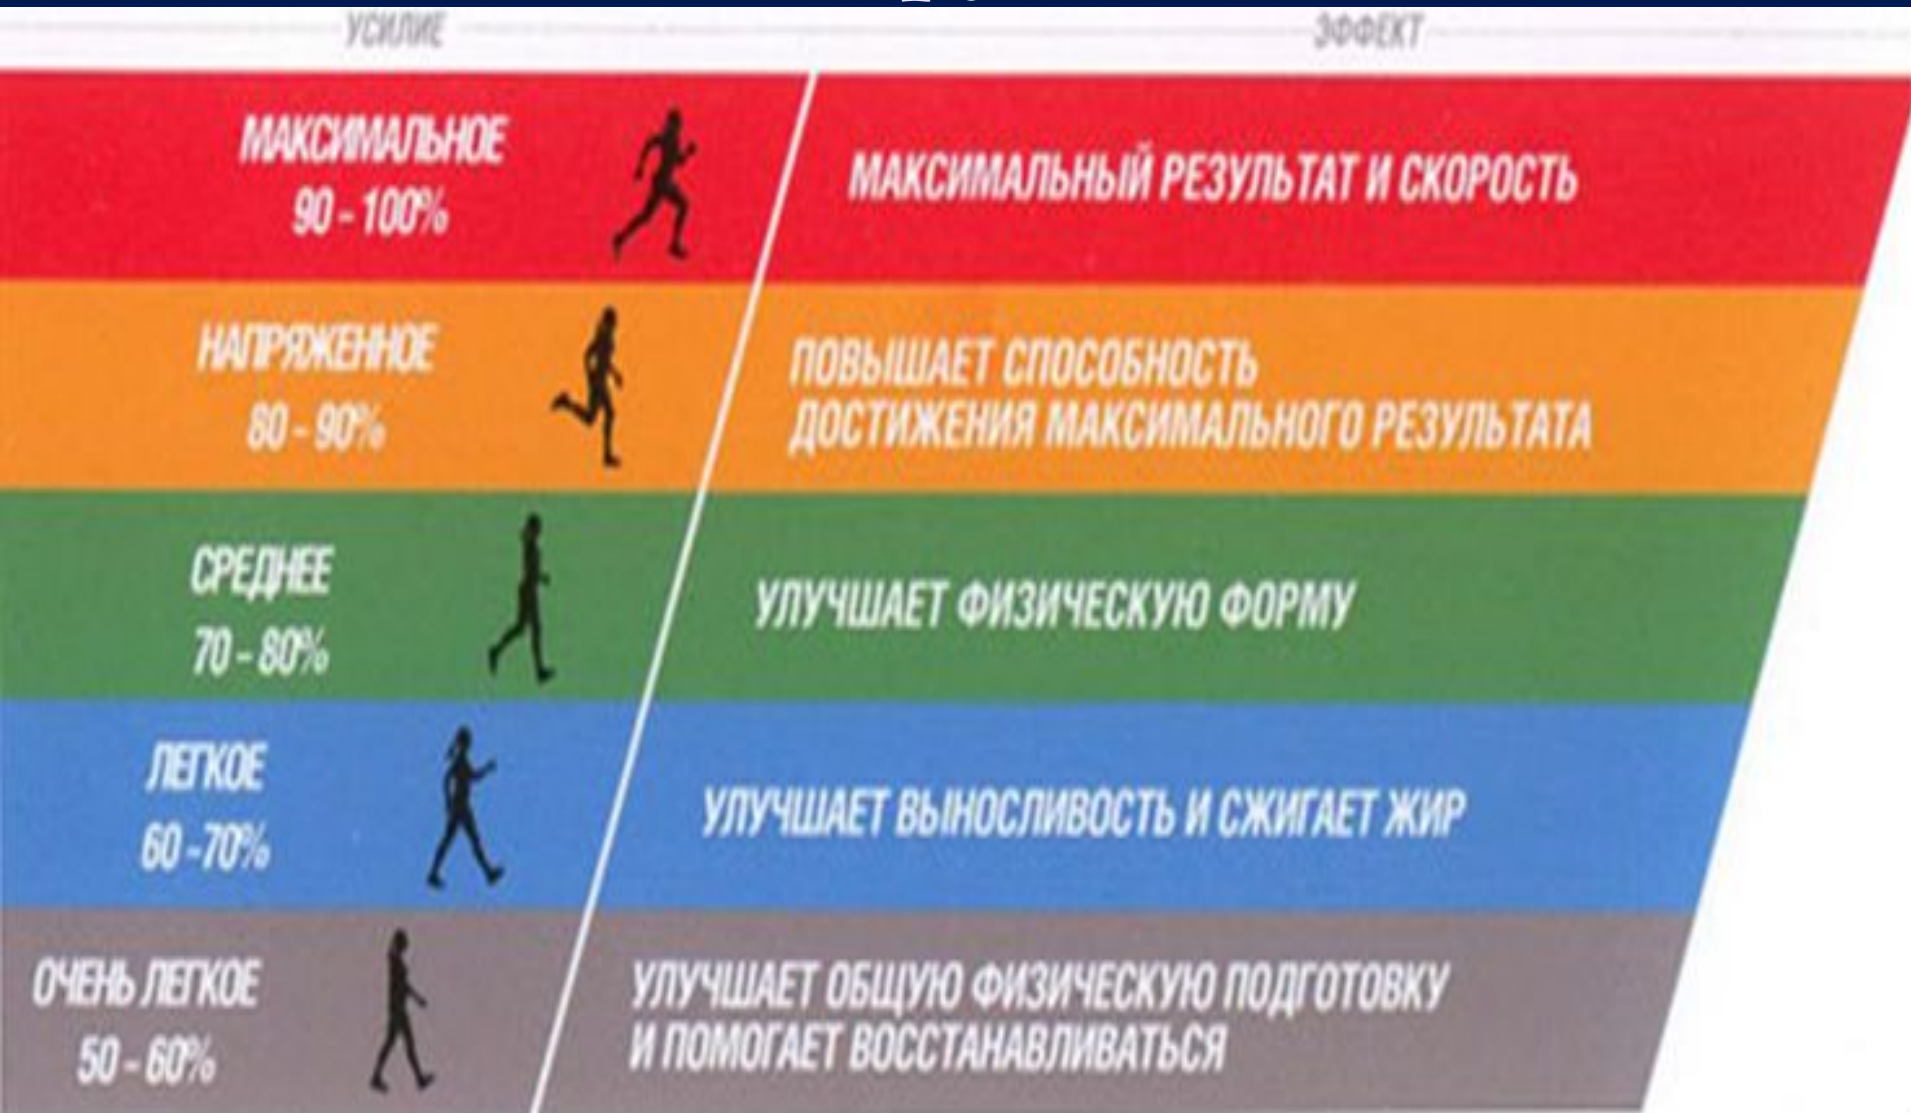 УСИЛИЕ
ЭФФЕКТ
МАКСИМАЛЬНОЕ
90 - 100%
МАКСИМАЛЬНЫЙ РЕЗУЛЬТАТ И СКОРОСТЬ
НАПРЯЖЕННОЕ
80 - 90%
ПОВЫШАЕТ СПОСОБНОСТЬ
ДОСТИЖЕНИЯ МАКСИМАЛЬНОГО РЕЗУЛЬТАТА
СРЕДНЕЕ
70 - 80%
УЛУЧШАЕТ ФИЗИЧЕСКУЮ ФОРМУ
ЛЕГКОЕ
60 -70%
УЛУЧШАЕТ ВЫНОСЛИВОСТЬ И СЖИГАЕТ ЖИР
ОЧЕНЬ ЛЕГКОЕ
50 - 60%
УЛУЧШАЕТ ОБЩУЮ ФИЗИЧЕСКУЮ ПОДГОТОВКУ
И ПОМОГАЕТ ВОССТАНАВЛИВАТЬСЯ